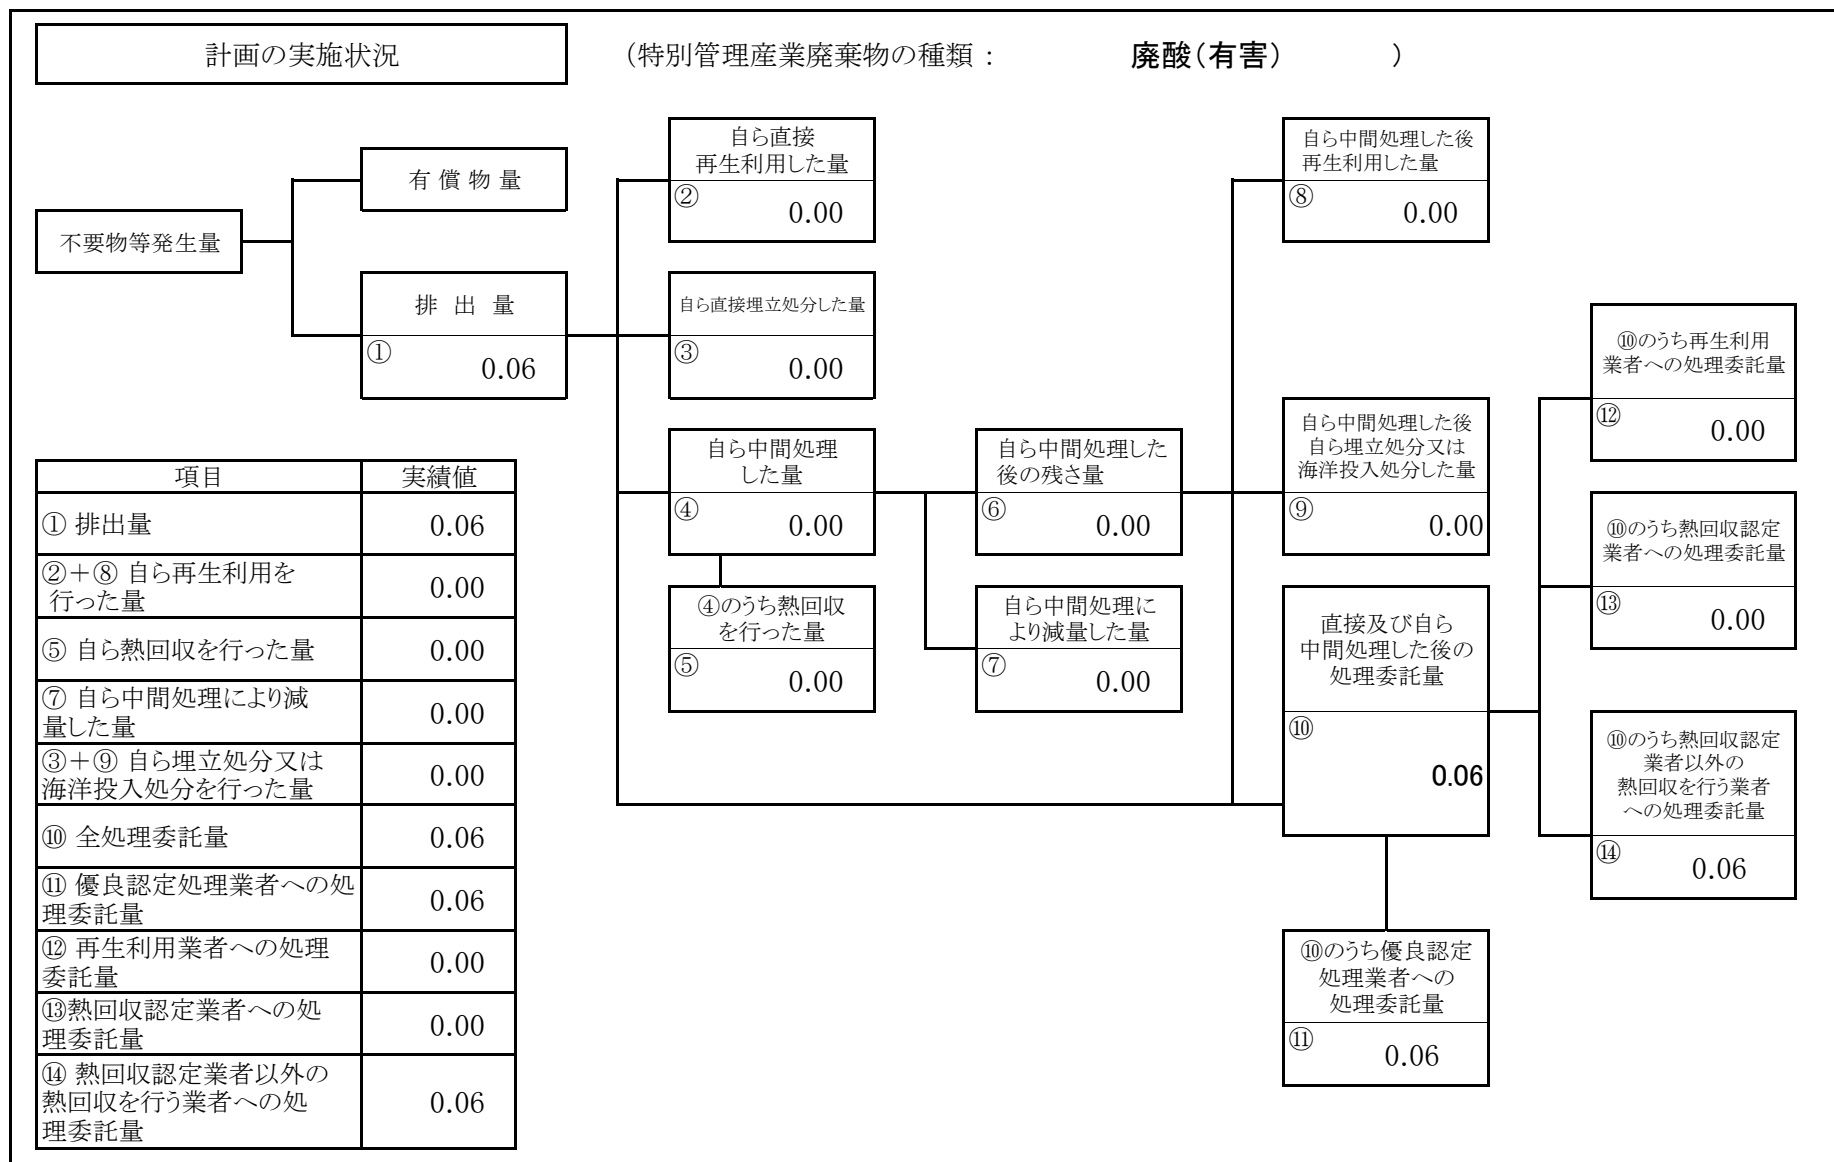 計画の実施状況
（特別管理産業廃棄物の種類： 廃酸（有害） ）
不要物等発生量
有償物量
排出量
① 0.06
自ら直接
再生利用した量
② 0.00
自ら直接埋立処分した量
③ 0.00
自ら中間処理
した量
④ 0.00
④のうち熱回収
を行った量
⑤ 0.00
自ら中間処理した
後の残さ量
⑥ 0.00
自ら中間処理に
より減量した量
⑦ 0.00
自ら中間処理した後
再生利用した量
⑧ 0.00
自ら中間処理した後
自ら埋立処分又は
海洋投入処分した量
⑨ 0.00
直接及び自ら
中間処理した後の
処理委託量
⑩
0.06
⑩のうち優良認定
処理業者への
処理委託量
⑪ 0.06
⑩のうち再生利用
業者への処理委託量
⑫ 0.00
⑩のうち熱回収認定
業者への処理委託量
⑬ 0.00
⑩のうち熱回収認定
業者以外の
熱回収を行う業者
への処理委託量
⑭ 0.06
項目 実績値
① 排出量 0.06
②＋⑧ 自ら再生利用を
行った量 0.00
⑤ 自ら熱回収を行った量 0.00
⑦ 自ら中間処理により減
量した量 0.00
③＋⑨ 自ら埋立処分又は
海洋投入処分を行った量 0.00
⑩ 全処理委託量 0.06
⑪ 優良認定処理業者への処
理委託量 0.06
⑫ 再生利用業者への処理
委託量 0.00
⑬熱回収認定業者への処
理委託量 0.00
⑭ 熱回収認定業者以外の
熱回収を行う業者への処
理委託量 0.06